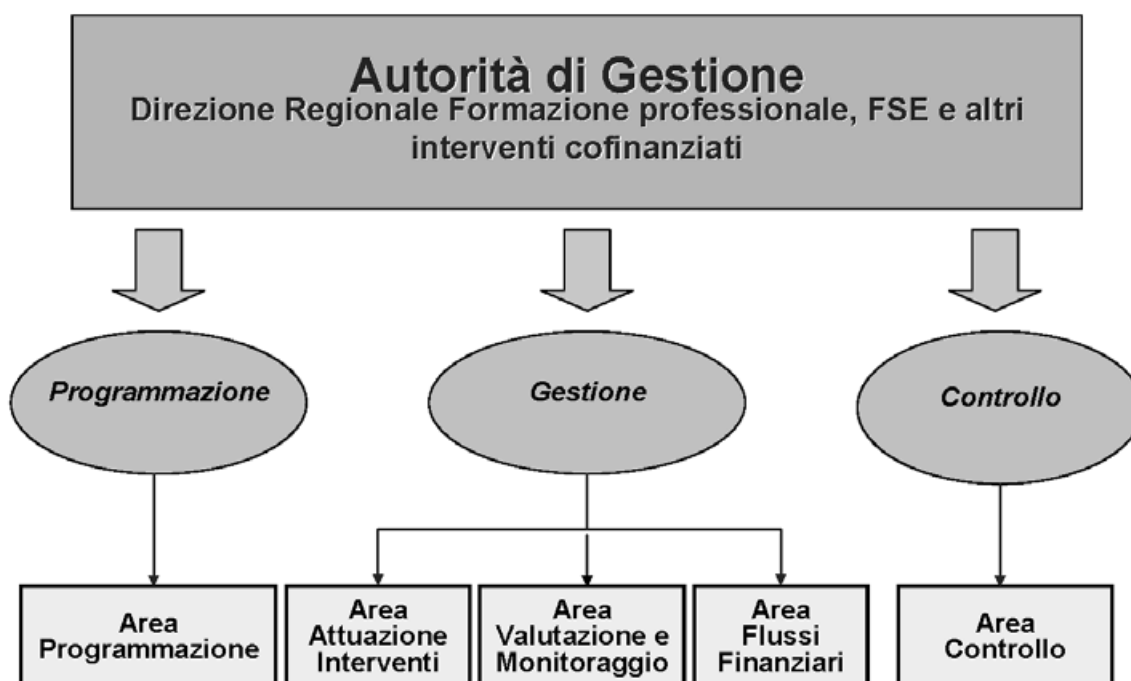 Autorità di Gestione
Direzione Regionale Formazione professionale, FSE e altri
interventi cofinanziati
Programmazione
Gestione
Controllo
Area
Programmazione
Area
Attuazione
Interventi
Area
Valutazione e
Monitoraggio
Area
Flussi
Finanziari
Area
Controllo